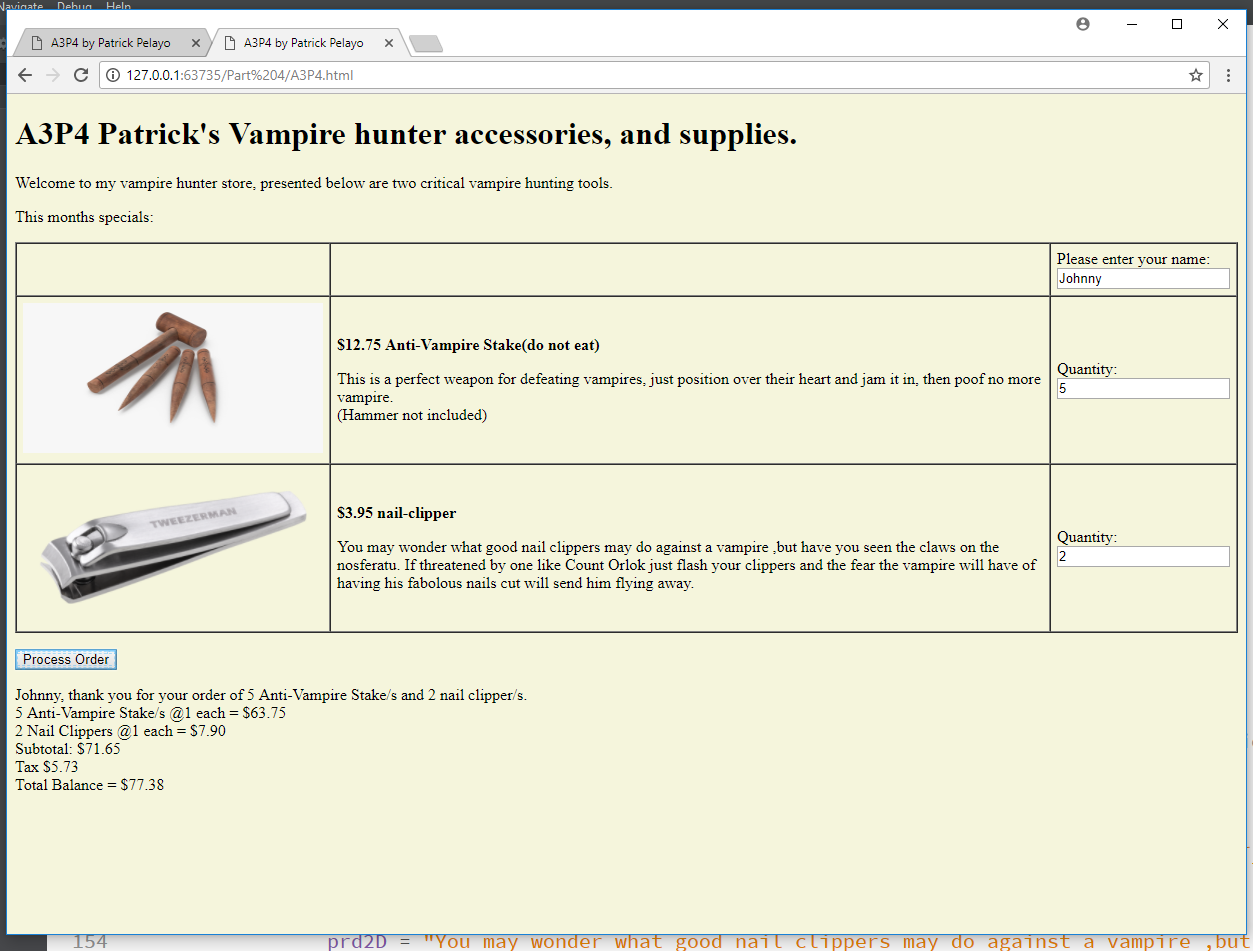 Navigate Debug Help
A3P4 by Patrick Pelayo
A3P4 by Patrick Pelayo
127.0.0.1:63735/Part%204/A3P4.html
A3P4 Patrick's Vampire hunter accessories, and supplies.
Welcome to my vampire hunter store, presented below are two critical vampire hunting tools.
This months specials:
Please enter your name:
Johnny
$12.75 Anti-Vampire Stake(do not eat)
This is a perfect weapon for defeating vampires, just position over their heart and jam it in, then poof no more
vampire.
(Hammer not included)
Quantity:
5
TWEEZERMAN
$3.95 nail-clipper
You may wonder what good nail clippers may do against a vampire ,but have you seen the claws on the
nosferatu. If threatened by one like Count Orlok just flash your clippers and the fear the vampire will have of
having his fabolous nails cut will send him flying away.
Quantity:
2
Process Order
Johnny, thank you for your order of 5 Anti-Vampire Stake/s and 2 nail clipper/s.
5 Anti-Vampire Stake/s @1 each = $63.75
2 Nail Clippers @1 each = $7.90
Subtotal: $71.65
Tax $5.73
Total Balance = $77.38
154 prd2D = "You may wonder what good nail clippers may do against a vampire ,but